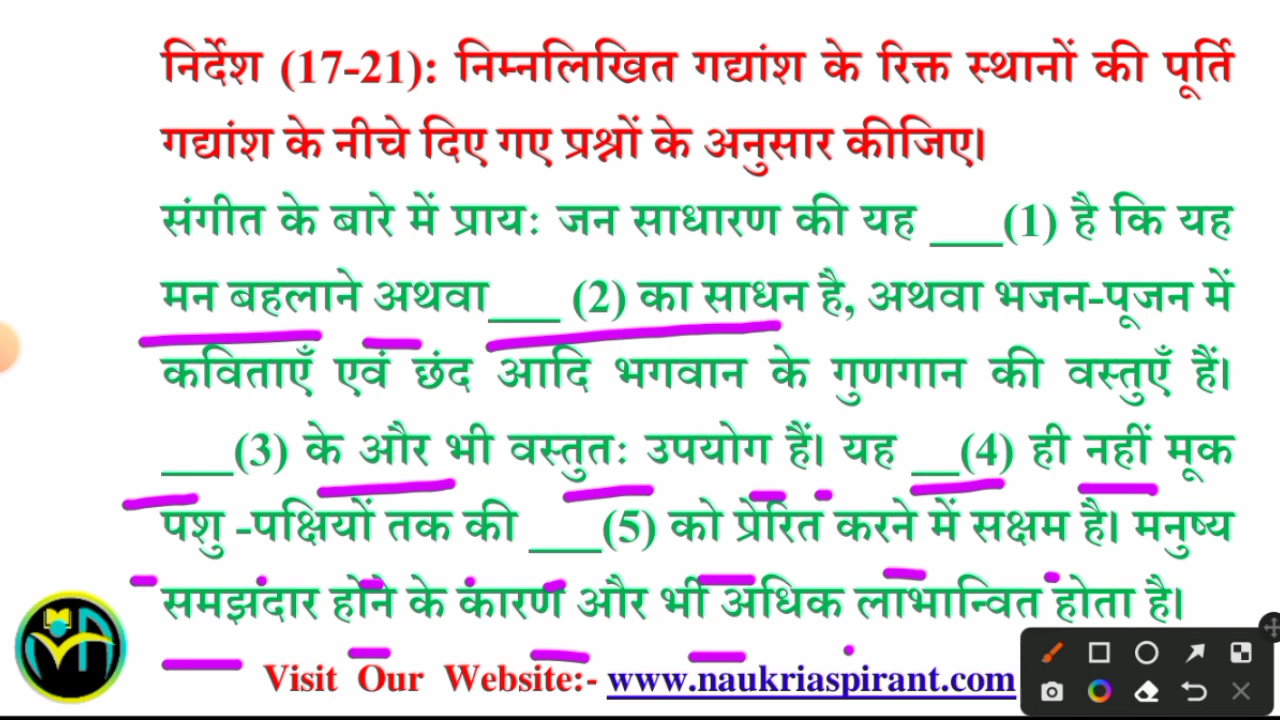 निर्देश (17-21): निम्नलिखित गद्यांश के रिक्त स्थानों की पूर्ति
गद्यांश के नीचे दिए गए प्रश्नों के अनुसार कीजिए।
संगीत के बारे में प्रायः जन साधारण की यह ___(1) है कि यह
मन बहलाने अथवा___ (2) का साधन है, अथवा भजन-पूजन में
कविताएँ एवं छंद आदि भगवान के गुणगान की वस्तुएँ हैं।
___(3) के और भी वस्तुतः उपयोग हैं। यह __(4) ही नहीं मूक
पशु -पक्षियों तक की ___(5) को प्रेरित करने में सक्षम है। मनुष्य
समझंदार होने के कारण और भी अधिक लाभान्वित होता है।
Visit Our Website:- www.naukriaspirant.com